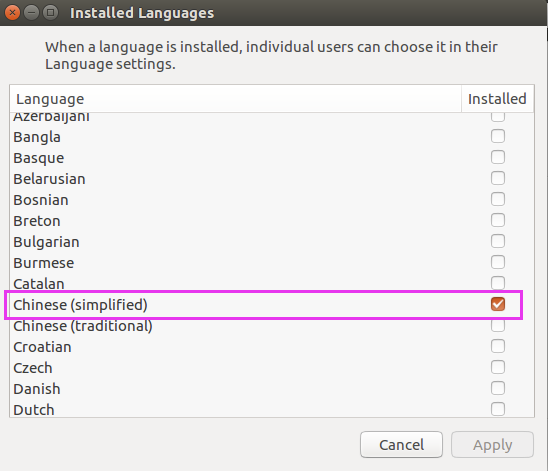 Installed Languages
When a language is installed, individual users can choose it in their
Language settings.
Language Installed
Azerbaijani
Bangla
Basque
Belarusian
Bosnian
Breton
Bulgarian
Burmese
Catalan
Chinese (simplified)
Chinese (traditional)
Croatian
Czech
Danish
Dutch
Cancel Apply